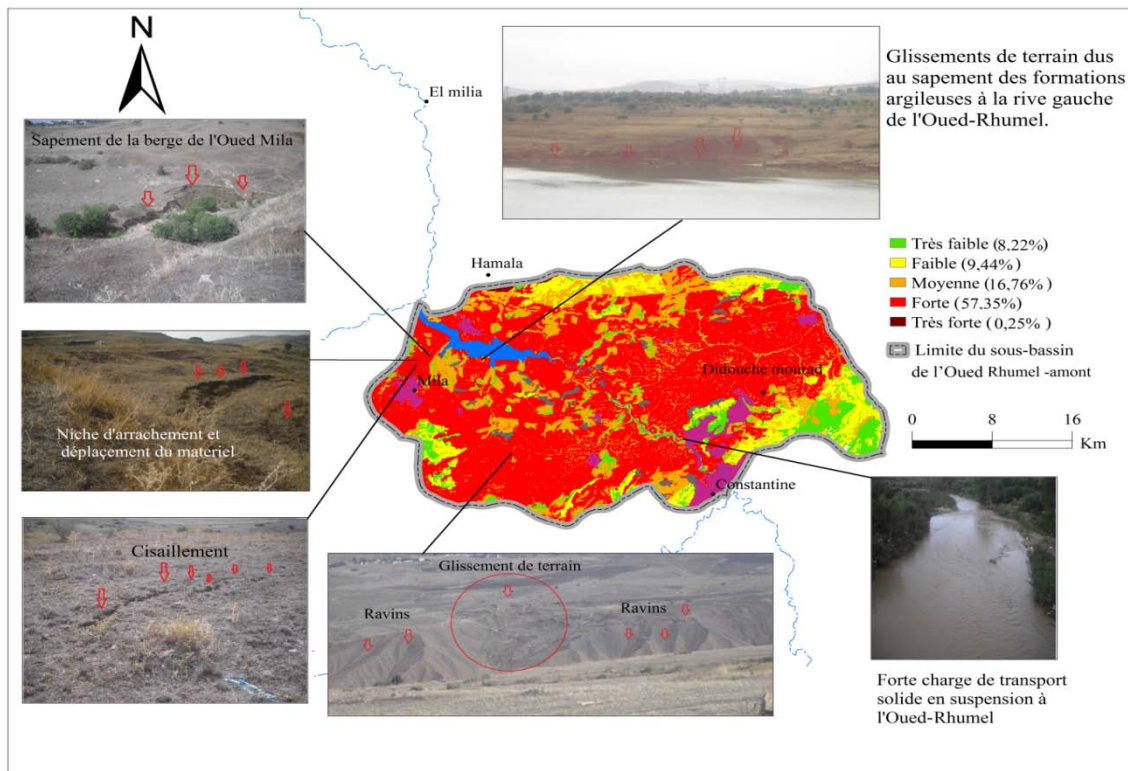 N
El milia
Sapement de la berge de l'Oued Mila
Glissements de terrain dus
au sapement des formations
argileuses à la rive gauche
de l'Oued-Rhumel.
Très faible (8,22%)
Faible (9,44%)
Moyenne (16,76%)
Forte (57,35%)
Très forte (0,25% )
Limite du sous-bassin
de l'Oued Rhumel -amont
Hamala
Mila
Didouche mourad
Constantine
0 8 16
Km
Niche d'arrachement et
déplaçement du materiel
Cisaillement
Glissement de terrain
Ravins
Ravins
Forte charge de transport
solide en suspension à
l'Oued-Rhumel